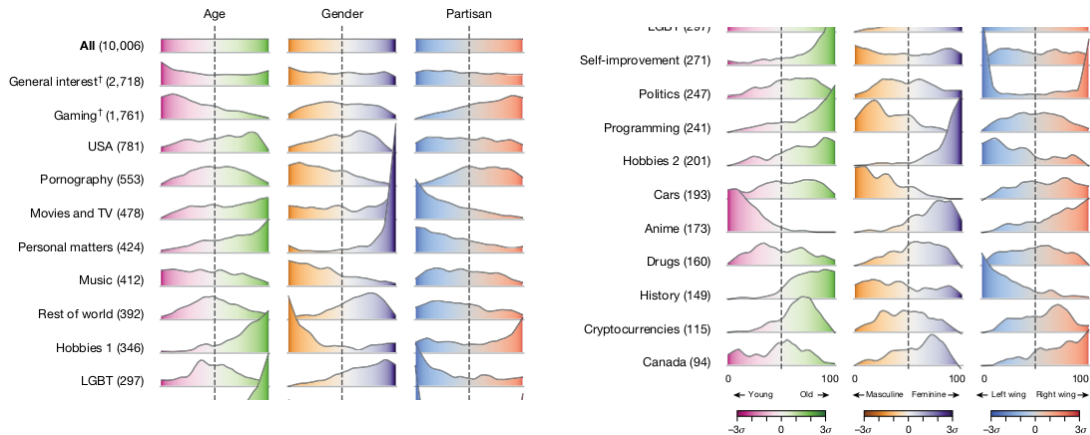 Age Gender Partisan
All (10,006)
General interest† (2,718)
Gaming† (1,761)
USA (781)
Pornography (553)
Movies and TV (478)
Personal matters (424)
Music (412)
Rest of world (392)
Hobbies 1 (346)
LGBT (297)
LGBT (297)
Self-improvement (271)
Politics (247)
Programming (241)
Hobbies 2 (201)
Cars (193)
Anime (173)
Drugs (160)
History (149)
Cryptocurrencies (115)
Canada (94)
0 100 0 100 0 100
← Young Old → ← Masculine Feminine → ← Left wing Right wing →
−3σ 0 3σ −3σ 0 3σ −3σ 0 3σ